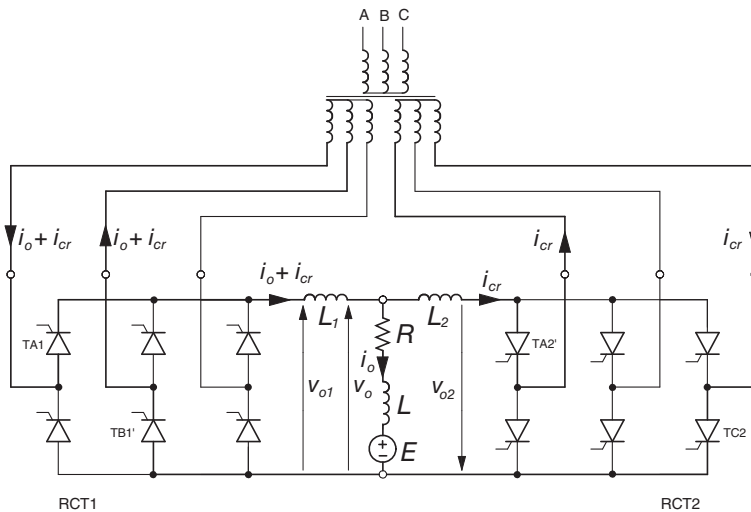 A B C
i_o + i_cr
i_o + i_cr
i_cr
i_cr
i_o + i_cr
i_cr
L_1
L_2
R
TA1
TA2'
i_o
v_o1
v_o
v_o2
L
TB1'
TC2
E
RCT1
RCT2